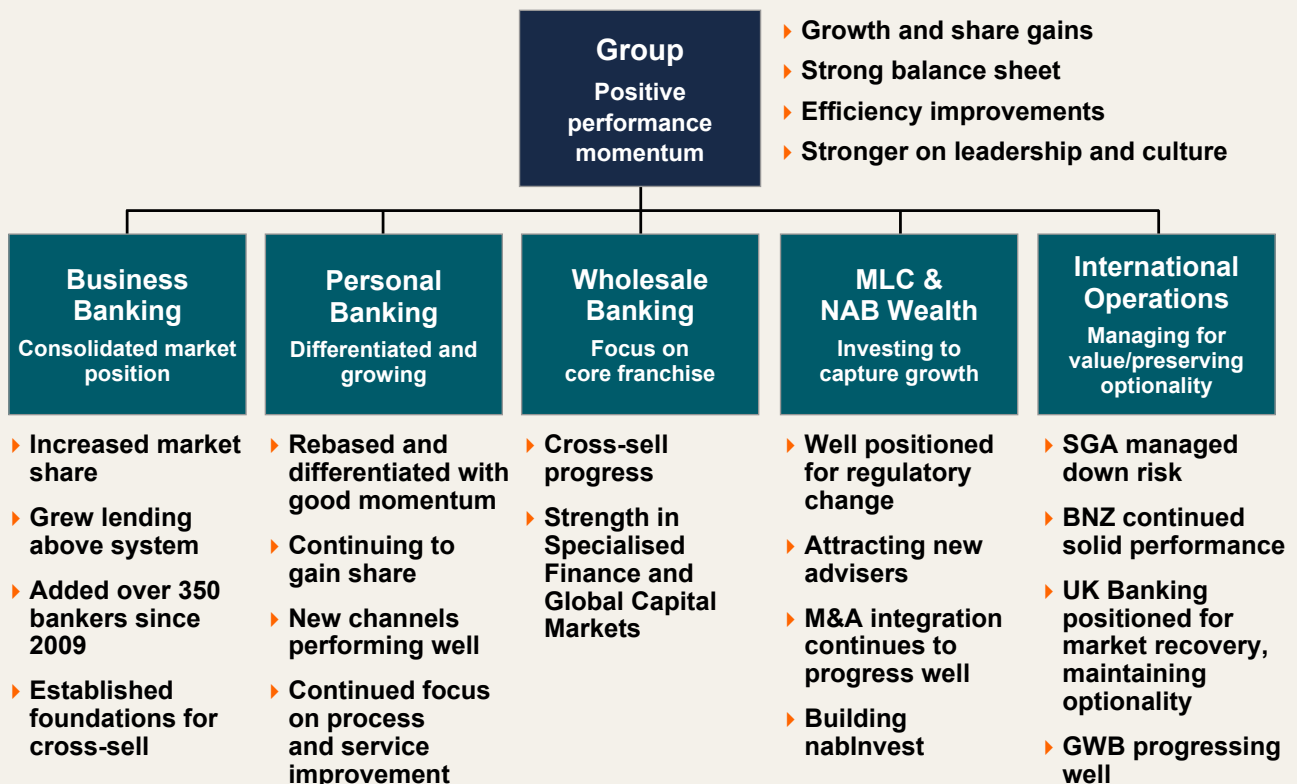 Group
Positive
performance
momentum
Growth and share gains
Strong balance sheet
Efficiency improvements
Stronger on leadership and culture
Business
Banking
Consolidated market
position
Increased market
share
Grew lending
above system
Added over 350
bankers since
2009
Established
foundations for
cross-sell
Personal
Banking
Differentiated and
growing
Rebased and
differentiated with
good momentum
Continuing to
gain share
New channels
performing well
Continued focus
on process
and service
improvement
Wholesale
Banking
Focus on
core franchise
Cross-sell
progress
Strength in
Specialised
Finance and
Global Capital
Markets
MLC &
NAB Wealth
Investing to
capture growth
Well positioned
for regulatory
change
Attracting new
advisers
M&A integration
continues to
progress well
Building
nabInvest
International
Operations
Managing for
value/preserving
optionality
SGA managed
down risk
BNZ continued
solid performance
UK Banking
positioned for
market recovery,
maintaining
optionality
GWB progressing
well